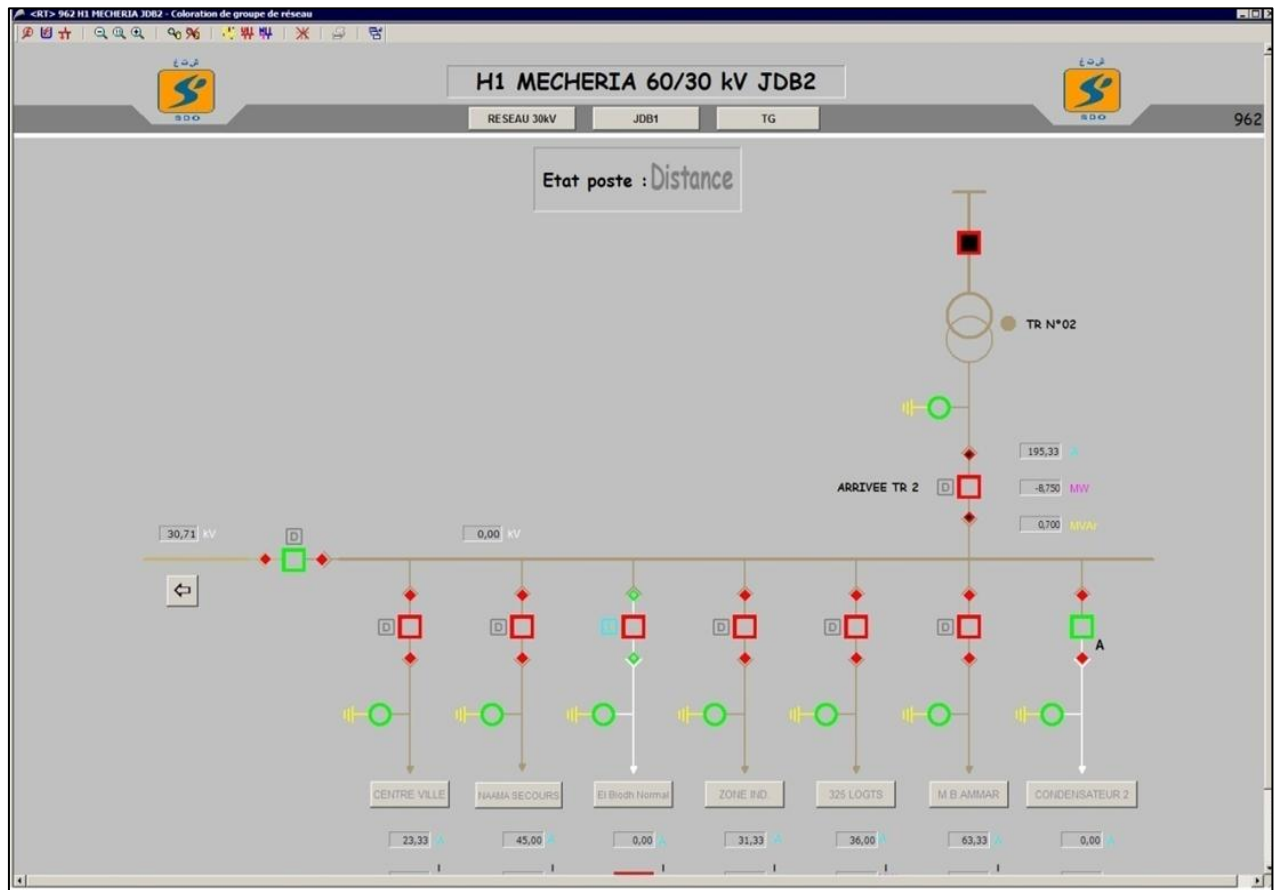 <RT> 962 H1 MECHERIA JDB2 - Coloration de groupe de réseau
ش ت غ
SDO
H1 MECHERIA 60/30 kV JDB2
ش ت غ
SDO
RESEAU 30kV
JDB1
TG
962
Etat poste : Distance
TR N°02
195,33 A
ARRIVEE TR 2 D
-8,750 MW
0,700 MVAr
30,71 kV
D
0,00 kV
D
D
D
D
D
A
CENTRE VILLE
NAAMA SECOURS
El Biodh Normal
ZONE IND.
325 LOGTS
M.B.AMMAR
CONDENSATEUR 2
23,33 A
45,00 A
0,00 A
31,33 A
36,00 A
63,33 A
0,00 A